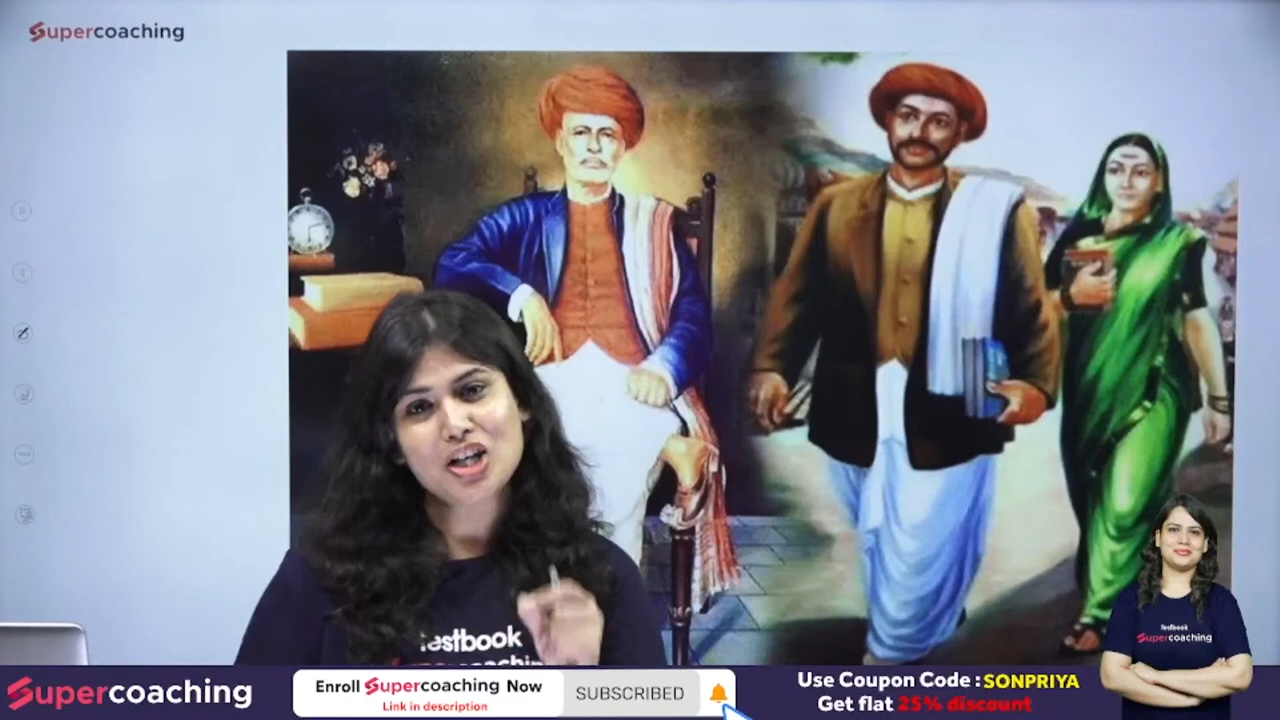 Supercoaching
Testbook
Supercoaching
Testbook
Supercoaching
Supercoaching
Enroll Supercoaching Now
Link in description
SUBSCRIBED
Use Coupon Code : SONPRIYA
Get flat 25% discount